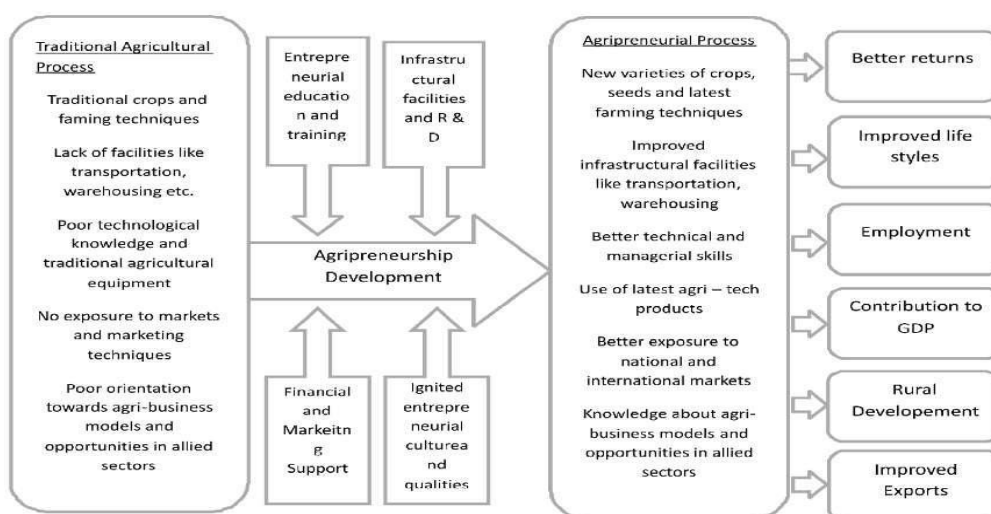 Traditional Agricultural
Process
Traditional crops and
faming techniques
Lack of facilities like
transportation,
warehousing etc.
Poor technological
knowledge and
traditional agricultural
equipment
No exposure to markets
and marketing
techniques
Poor orientation
towards agri-business
models and
opportunities in allied
sectors
Entrepre
neurial
educatio
n and
training
Infrastru
ctural
facilities
and R &
D
Agripreneurship
Development
Financial
and
Markeitn
g
Support
Ignited
entrepre
neurial
culturea
nd
qualities
Agripreneurial Process
New varieties of crops,
seeds and latest
farming techniques
Improved
infrastructural facilities
like transportation,
warehousing
Better technical and
managerial skills
Use of latest agri – tech
products
Better exposure to
national and
international markets
Knowledge about agri-
business models and
opportunities in allied
sectors
Better returns
Improved life
styles
Employment
Contribution to
GDP
Rural
Developement
Improved
Exports